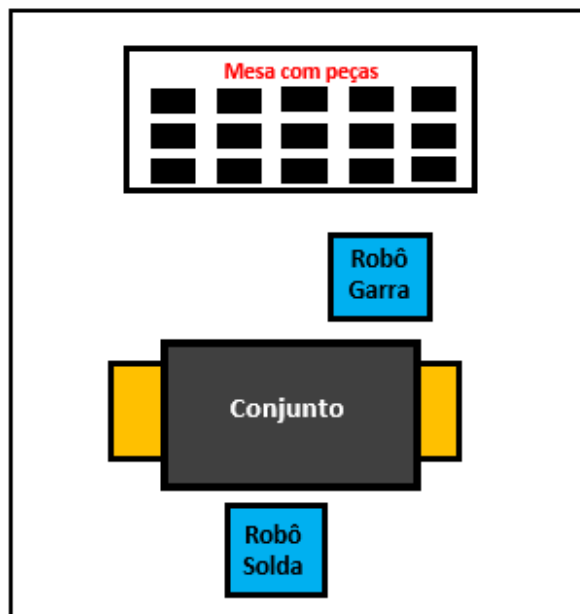 Mesa com peças
Robô
Garra
Conjunto
Robô
Solda